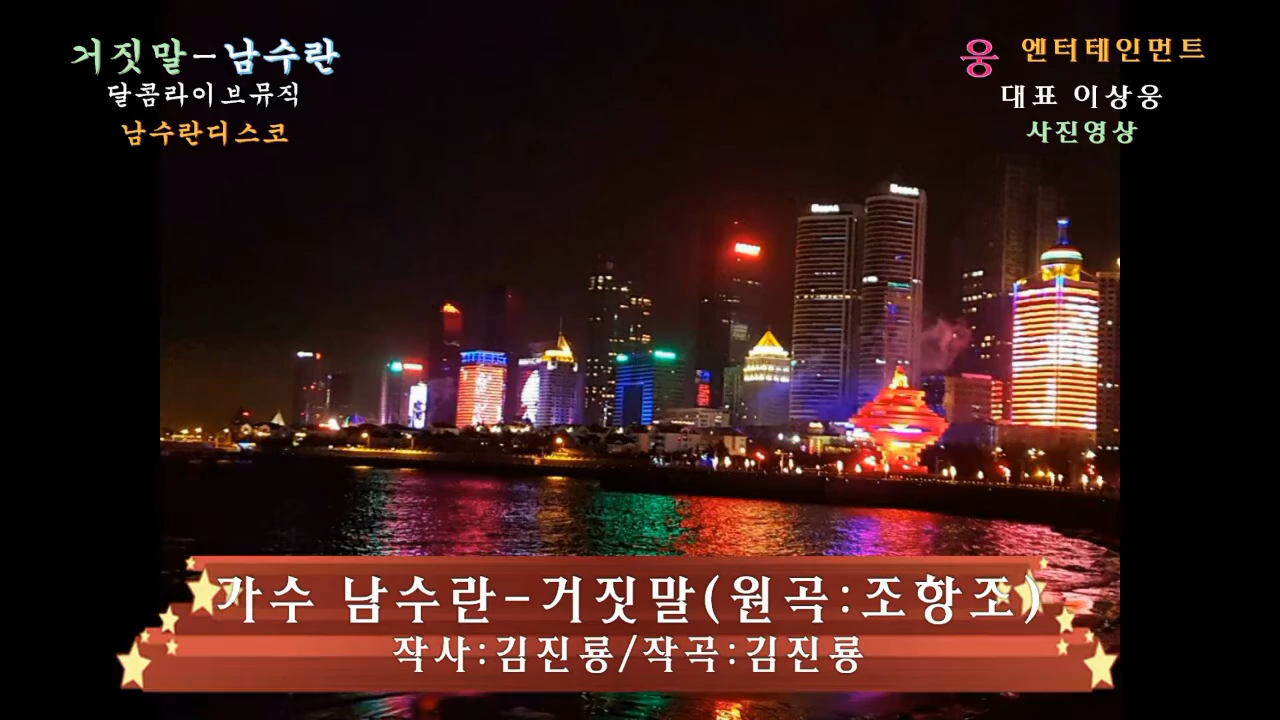 거짓말-남수란
달콤라이브뮤직
남수란디스코
웅 엔터테인먼트
대표 이상웅
사진영상
가수 남수란-거짓말(원곡:조항조)
작사:김진룡/작곡:김진룡